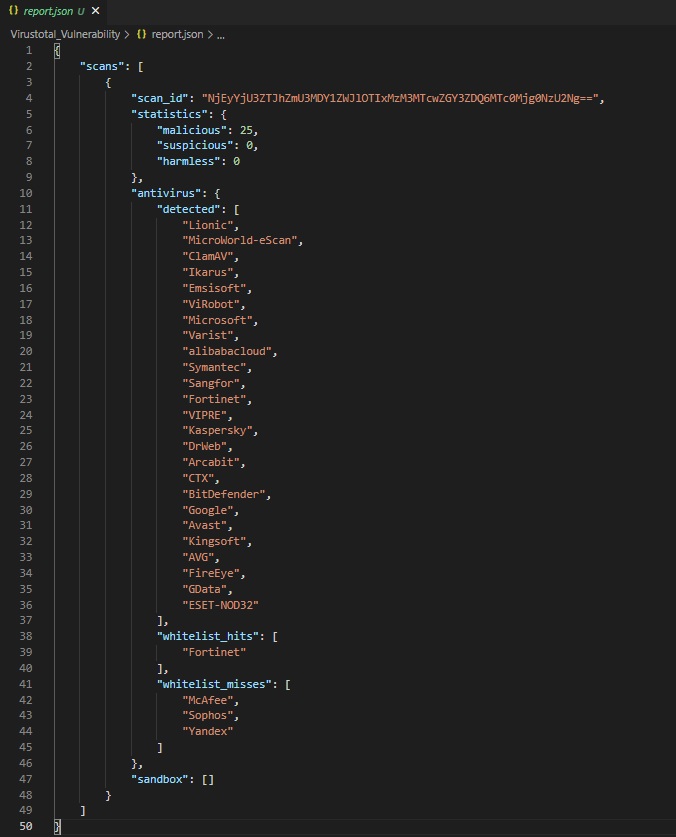 {} report.json U ×
Virustotal_Vulnerability > {} report.json > ...
1 {
2 "scans": [
3 {
4 "scan_id": "NjEyYjU3ZTJhZmU3MDY1ZWJlOTIxMzM3MTcwZGY3ZDQ6MTc0Mjg0NzU2Ng==",
5 "statistics": {
6 "malicious": 25,
7 "suspicious": 0,
8 "harmless": 0
9 },
10 "antivirus": {
11 "detected": [
12 "Lionic",
13 "MicroWorld-eScan",
14 "ClamAV",
15 "Ikarus",
16 "Emsisoft",
17 "ViRobot",
18 "Microsoft",
19 "Varist",
20 "alibabacloud",
21 "Symantec",
22 "Sangfor",
23 "Fortinet",
24 "VIPRE",
25 "Kaspersky",
26 "DrWeb",
27 "Arcabit",
28 "CTX",
29 "BitDefender",
30 "Google",
31 "Avast",
32 "Kingsoft",
33 "AVG",
34 "FireEye",
35 "GData",
36 "ESET-NOD32"
37 ],
38 "whitelist_hits": [
39 "Fortinet"
40 ],
41 "whitelist_misses": [
42 "McAfee",
43 "Sophos",
44 "Yandex"
45 ]
46 },
47 "sandbox": []
48 }
49 ]
50 }